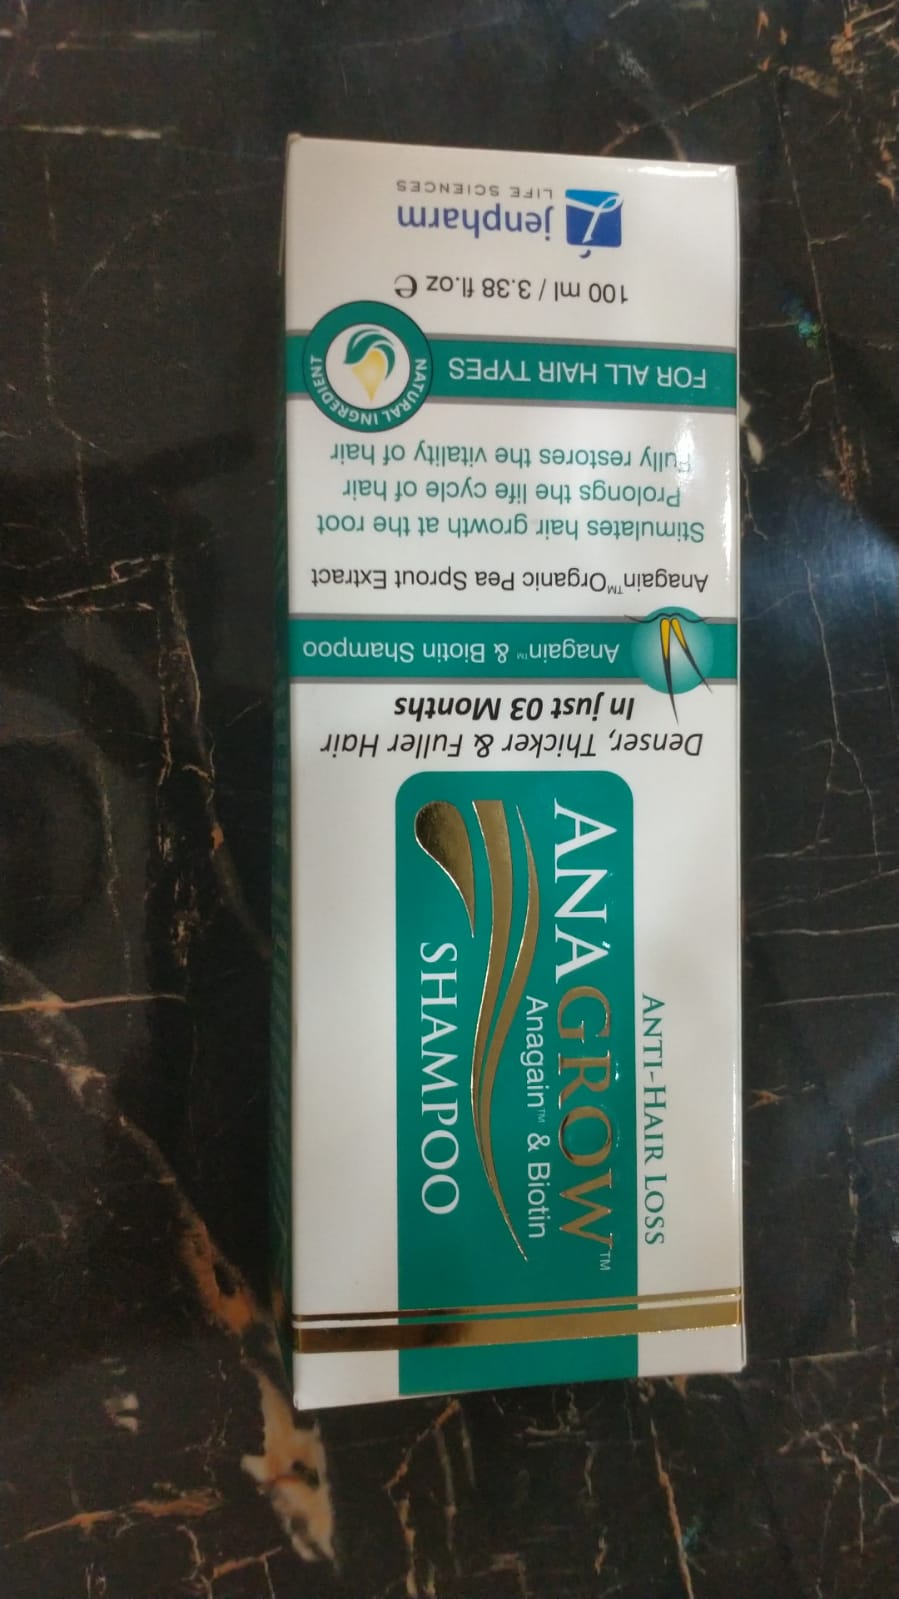 ANTI-HAIR LOSS
ANAGROW™
Anagain™ & Biotin
SHAMPOO
Denser, Thicker & Fuller Hair
In just 03 Months
Anagain™ & Biotin Shampoo
Anagain™Organic Pea Sprout Extract
Stimulates hair growth at the root
Prolongs the life cycle of hair
Fully restores the vitality of hair
FOR ALL HAIR TYPES
NATURAL INGREDIENT
100 ml / 3.38 fl.oz ℮
jenpharm
LIFE SCIENCES